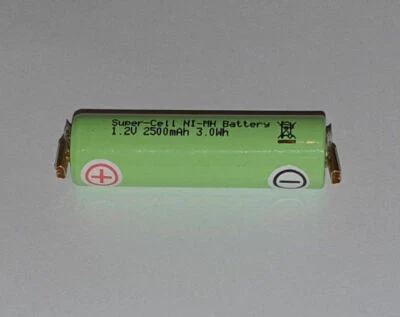 Super-Cell NI-MH Battery
1.2V 2500mAh 3.0Wh
+ -